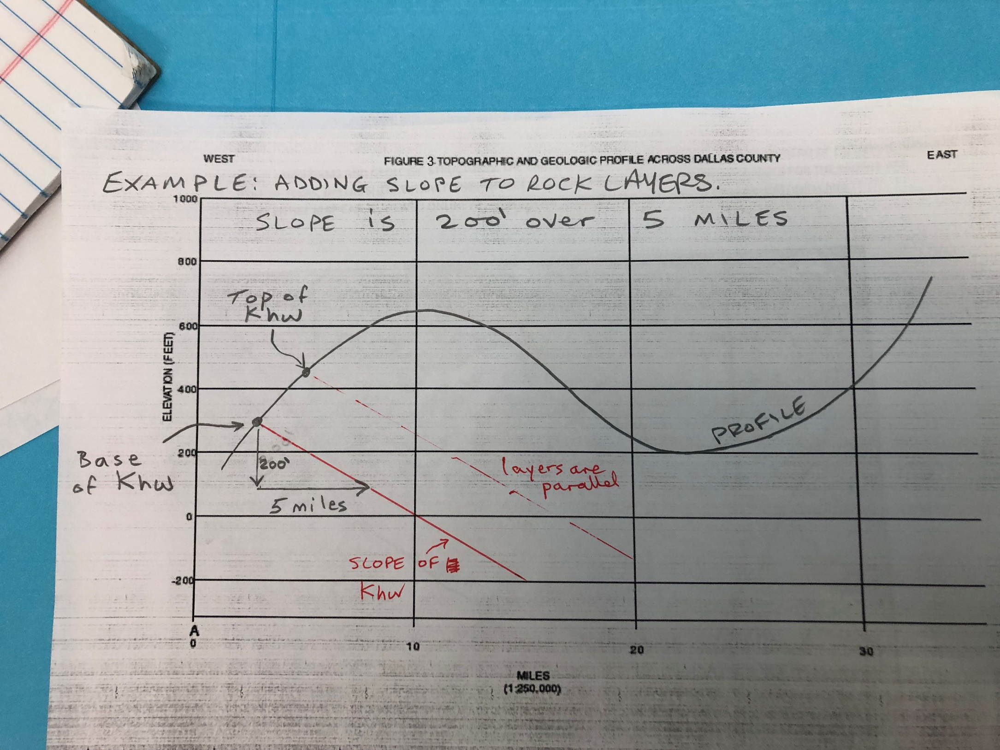 WEST
FIGURE 3 TOPOGRAPHIC AND GEOLOGIC PROFILE ACROSS DALLAS COUNTY
EAST
EXAMPLE: ADDING SLOPE TO ROCK LAYERS.
SLOPE is 200' over 5 MILES
1000
800
600
400
200
0
-200
ELEVATION (FEET)
Top of
Khw
Base
of Khw
200'
5 miles
PROFILE
layers are
parallel
SLOPE OF
Khw
A
0
10
20
30
MILES
(1:250,000)